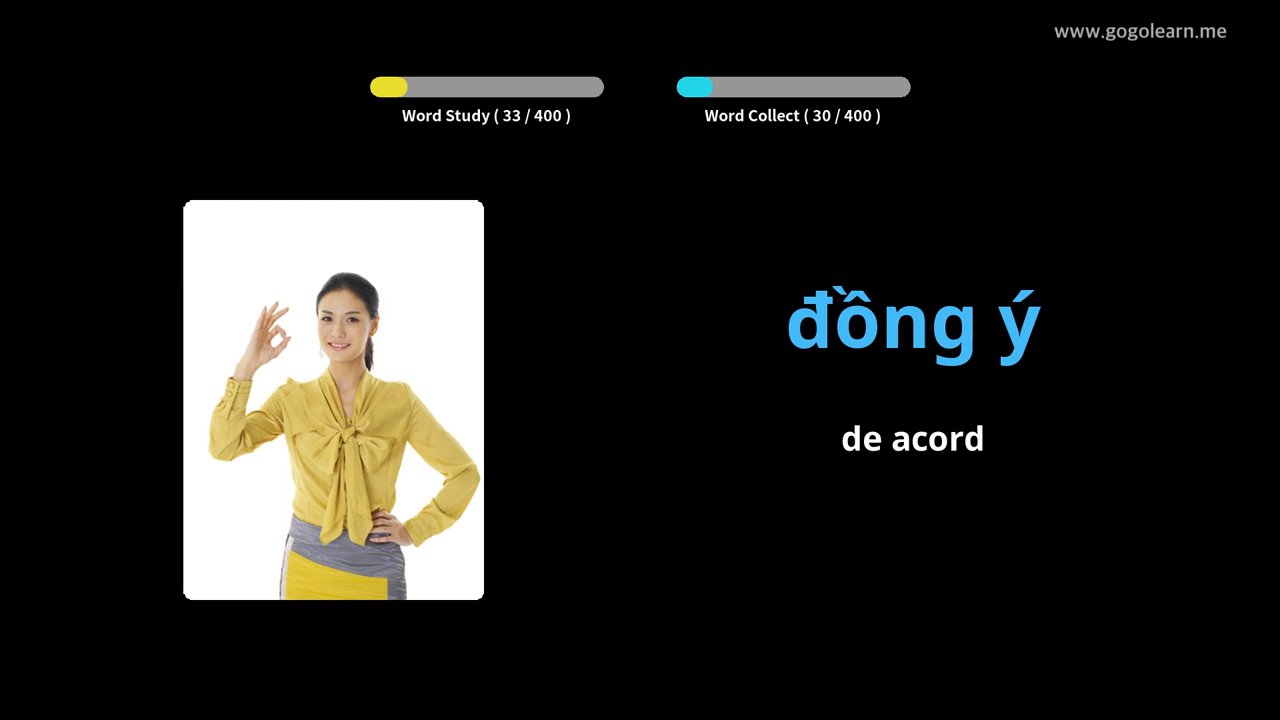 www.gogolearn.me
Word Study ( 33 / 400 )
Word Collect ( 30 / 400 )
đồng ý
de acord